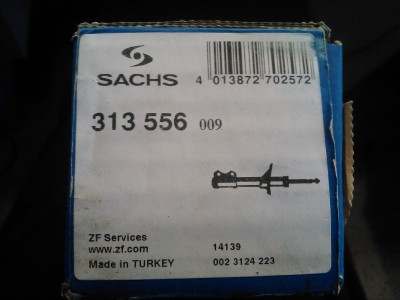 SACHS
4 013872 702572
313 556 009
ZF Services
www.zf.com 14139
Made in TURKEY 002 3124 223